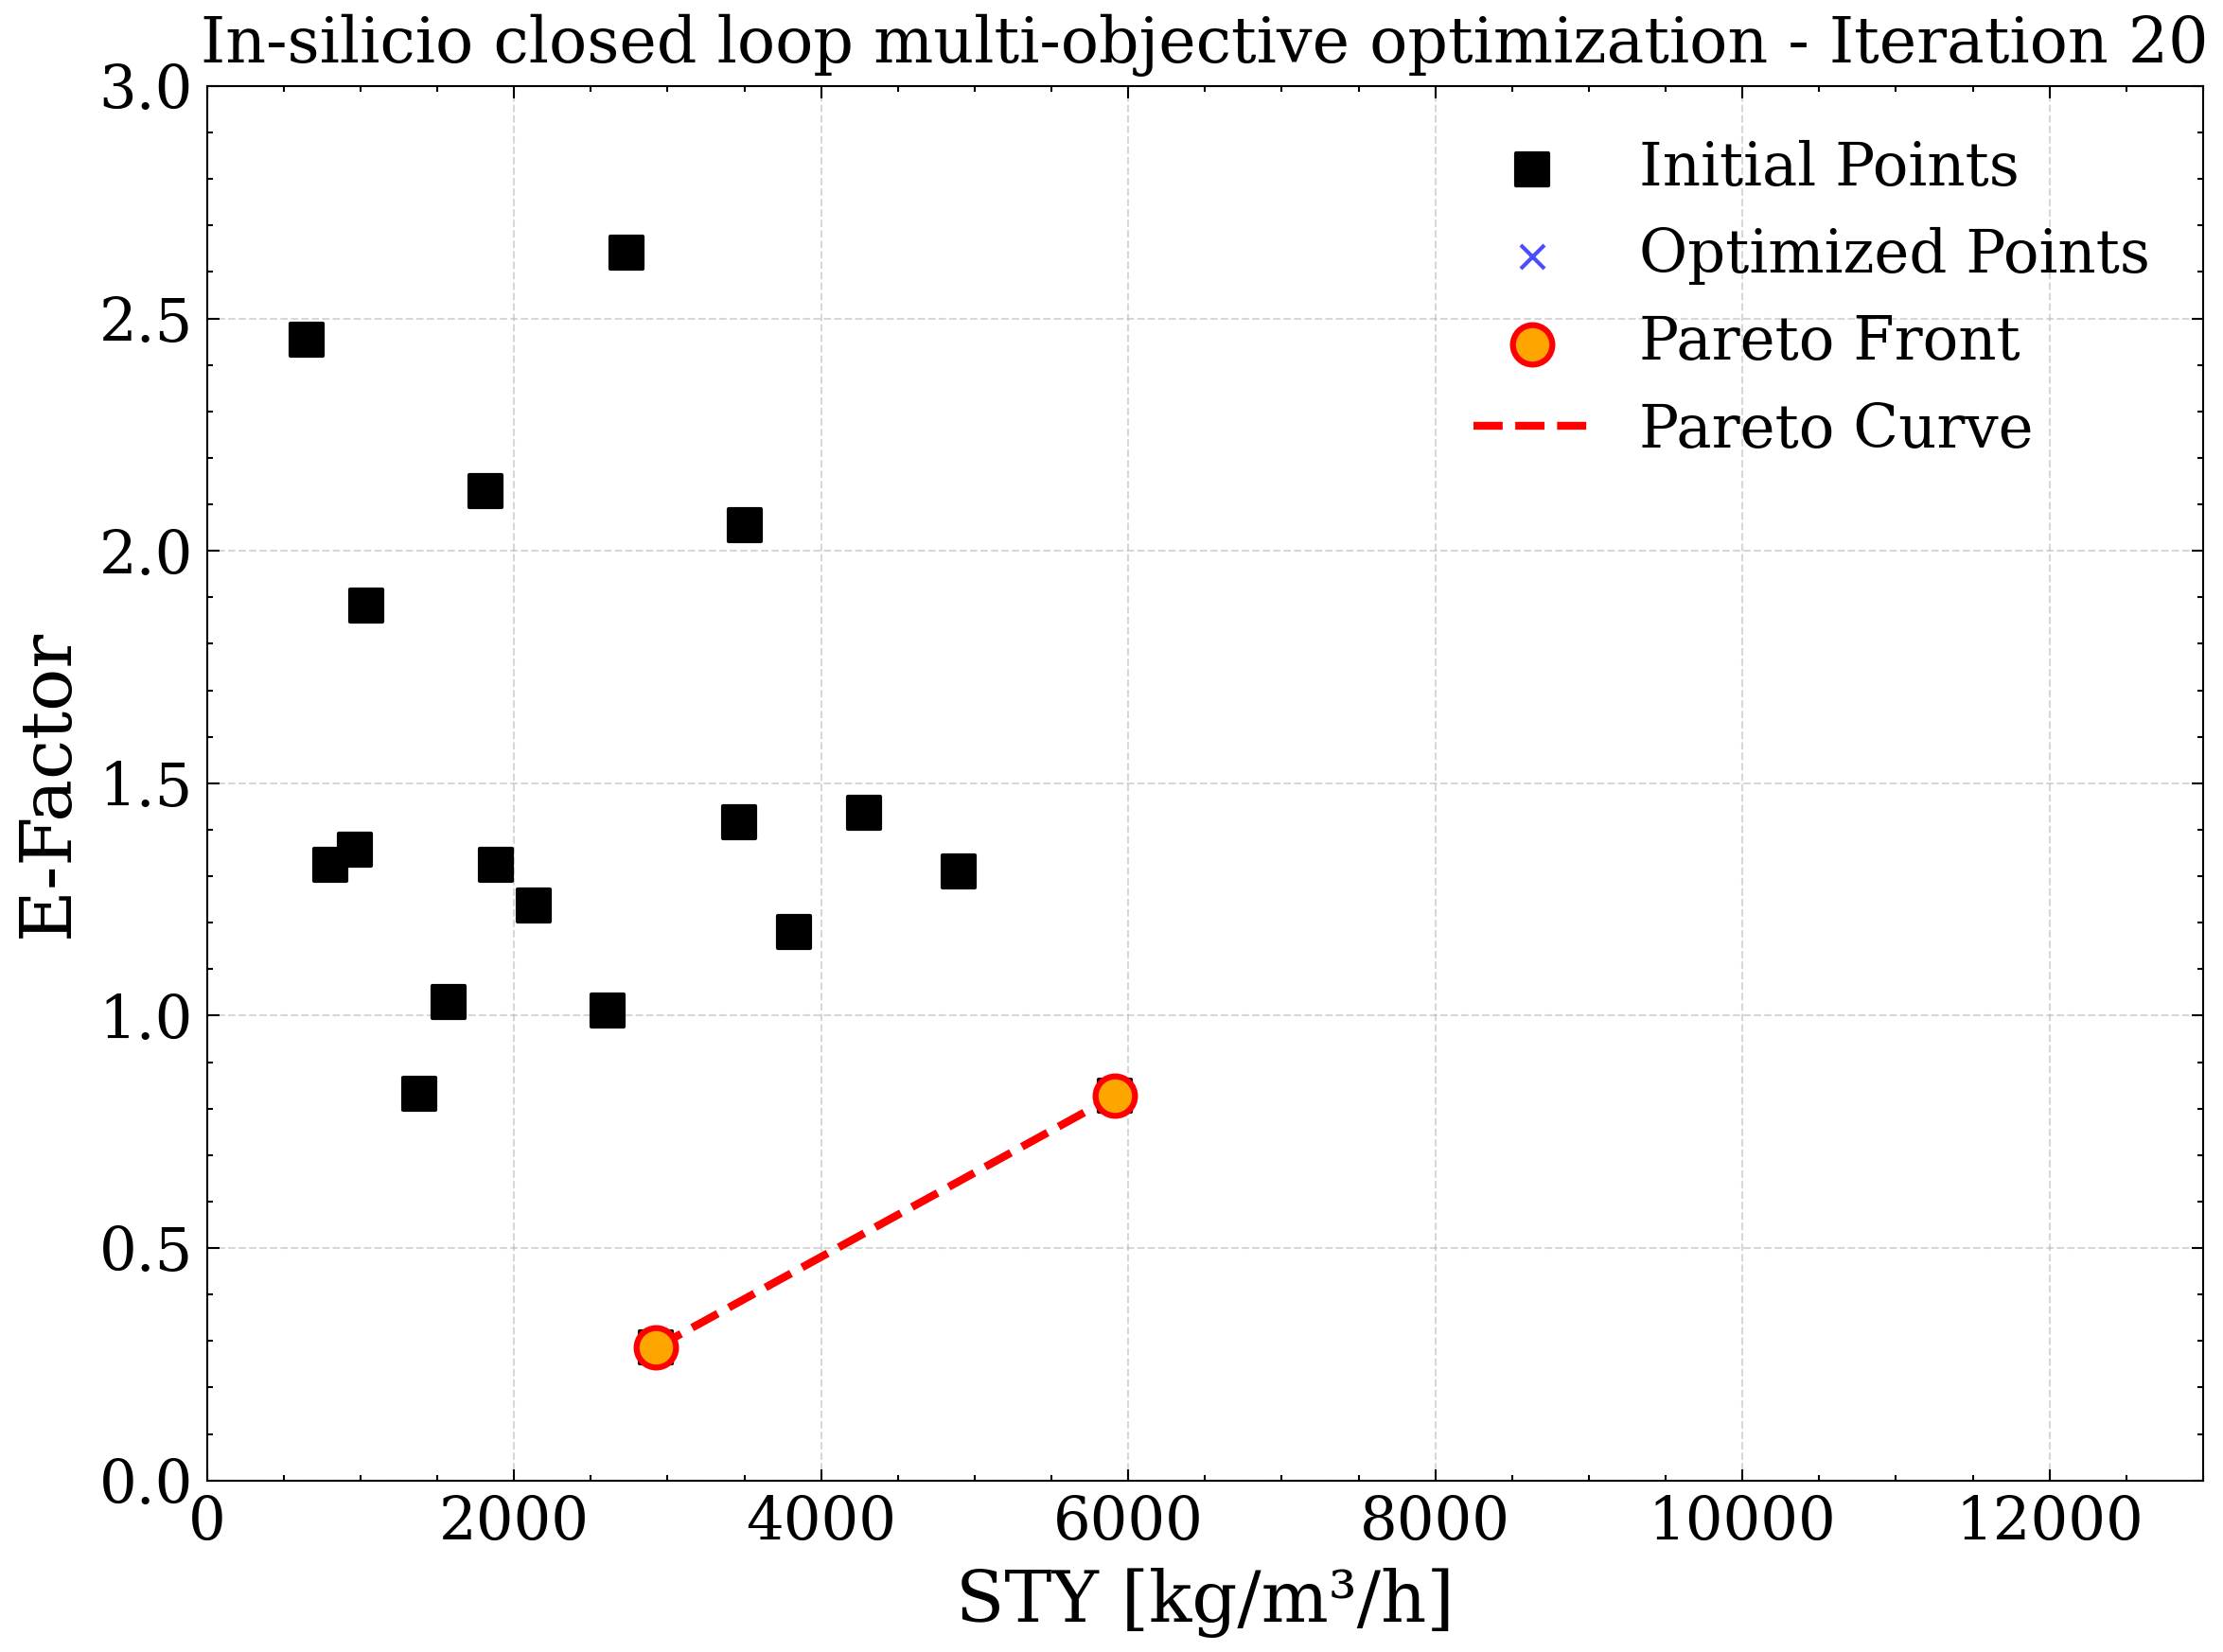 In-silicio closed loop multi-objective optimization - Iteration 20
3.0
2.5
2.0
1.5
1.0
0.5
0.0
E-Factor
Initial Points
Optimized Points
Pareto Front
Pareto Curve
0 2000 4000 6000 8000 10000 12000
STY [kg/m³/h]